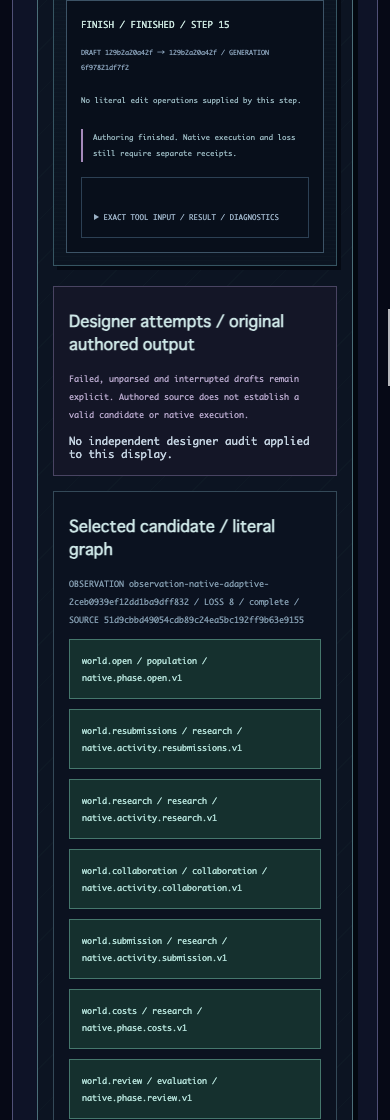 FINISH / FINISHED / STEP 15
DRAFT 129b2a20a42f → 129b2a20a42f / GENERATION
6f97821df7f2
No literal edit operations supplied by this step.
Authoring finished. Native execution and loss
still require separate receipts.
▶ EXACT TOOL INPUT / RESULT / DIAGNOSTICS
Designer attempts / original
authored output
Failed, unparsed and interrupted drafts remain
explicit. Authored source does not establish a
valid candidate or native execution.
No independent designer audit applied
to this display.
Selected candidate / literal
graph
OBSERVATION observation-native-adaptive-
2ceb0939ef12dd1ba9dff832 / LOSS 8 / complete /
SOURCE 51d9cbbd49054cdb89c24ea5bc192ff9b63e9155
world.open / population /
native.phase.open.v1
world.resubmissions / research /
native.activity.resubmissions.v1
world.research / research /
native.activity.research.v1
world.collaboration / collaboration /
native.activity.collaboration.v1
world.submission / research /
native.activity.submission.v1
world.costs / research /
native.phase.costs.v1
world.review / evaluation /
native.phase.review.v1